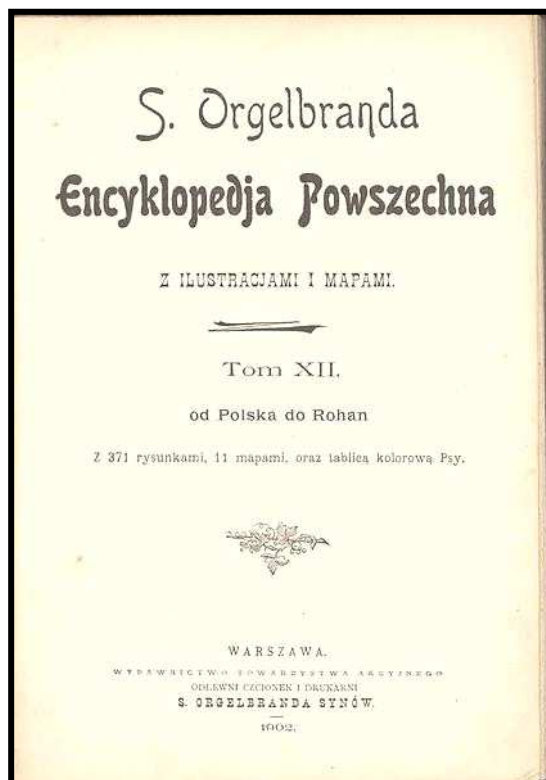 S. Orgelbranda
Encyklopedja Powszechna
Z ILUSTRACJAMI I MAPAMI.
Tom XII.
od Polska do Rohan
Z 371 rysunkami, 11 mapami, oraz tablicą kolorową Psy.
WARSZAWA.
WYDAWNICTWO TOWARZYSTWA AKCYJNEGO
ODLEWNI CZCIONEK I DRUKARNI
S. ORGELBRANDA SYNÓW.
1902.